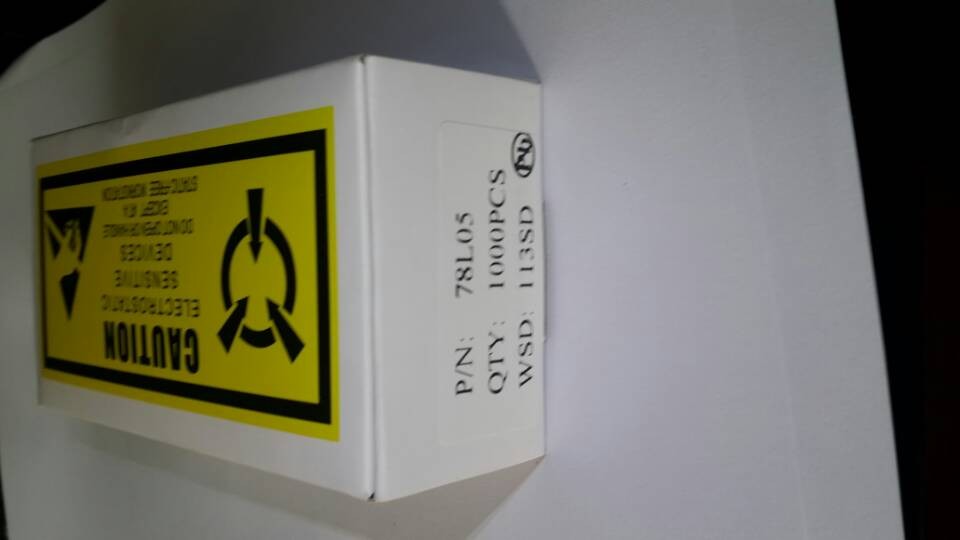 CAUTION
ELECTROSTATIC
SENSITIVE
DEVICES
DO NOT OPEN OR HANDLE
EXCEPT AT A
STATIC-FREE WORKSTATION
P/N: 78L05
QTY: 1000PCS
WSD: 113SD
Pb